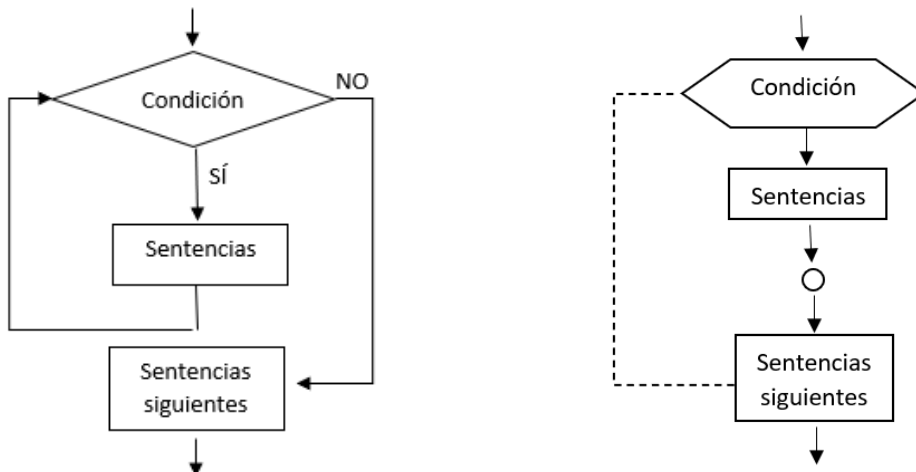 NO
Condición
SÍ
Sentencias
Sentencias
siguientes
Condición
Sentencias
Sentencias
siguientes